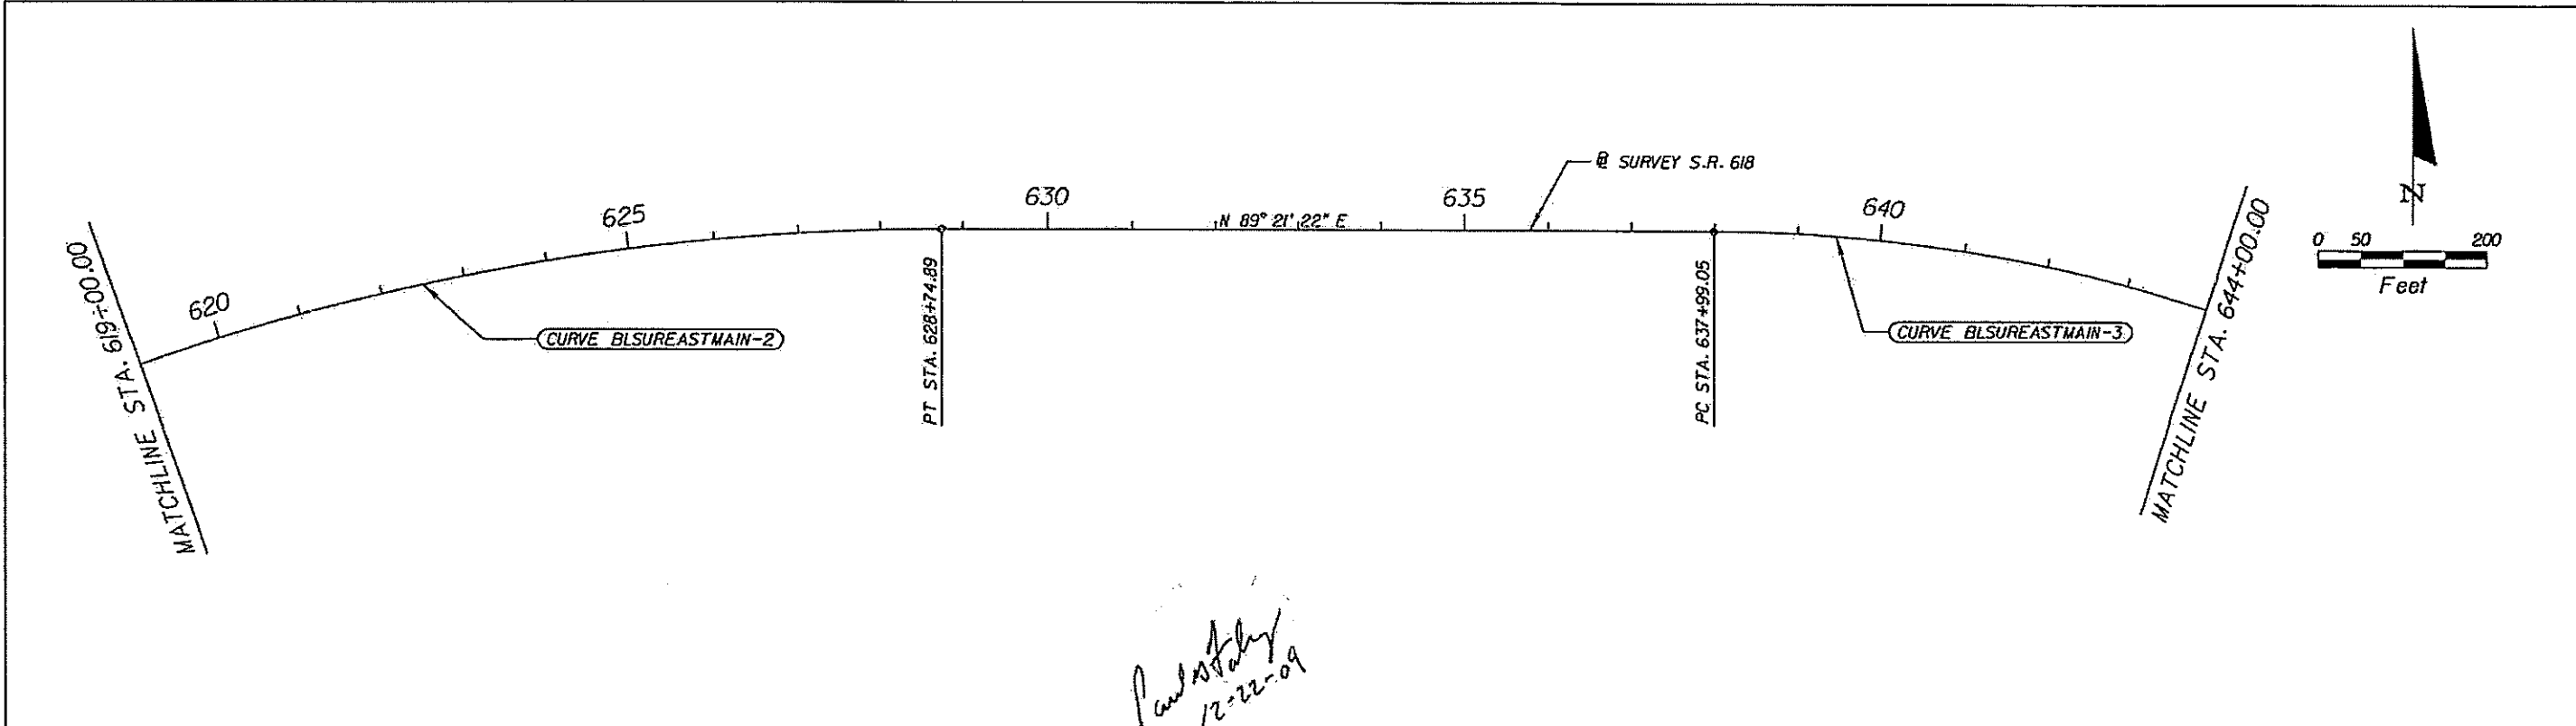 MATCHLINE STA. 619+00.00
620
625
CURVE BLSUREASTMAIN-2
PT STA. 628+74.89
630
N 89° 21' 22" E
635
℄ SURVEY S.R. 618
PC STA. 637+99.05
640
CURVE BLSUREASTMAIN-3
MATCHLINE STA. 644+00.00
N
0 50 200
Feet
12-22-09